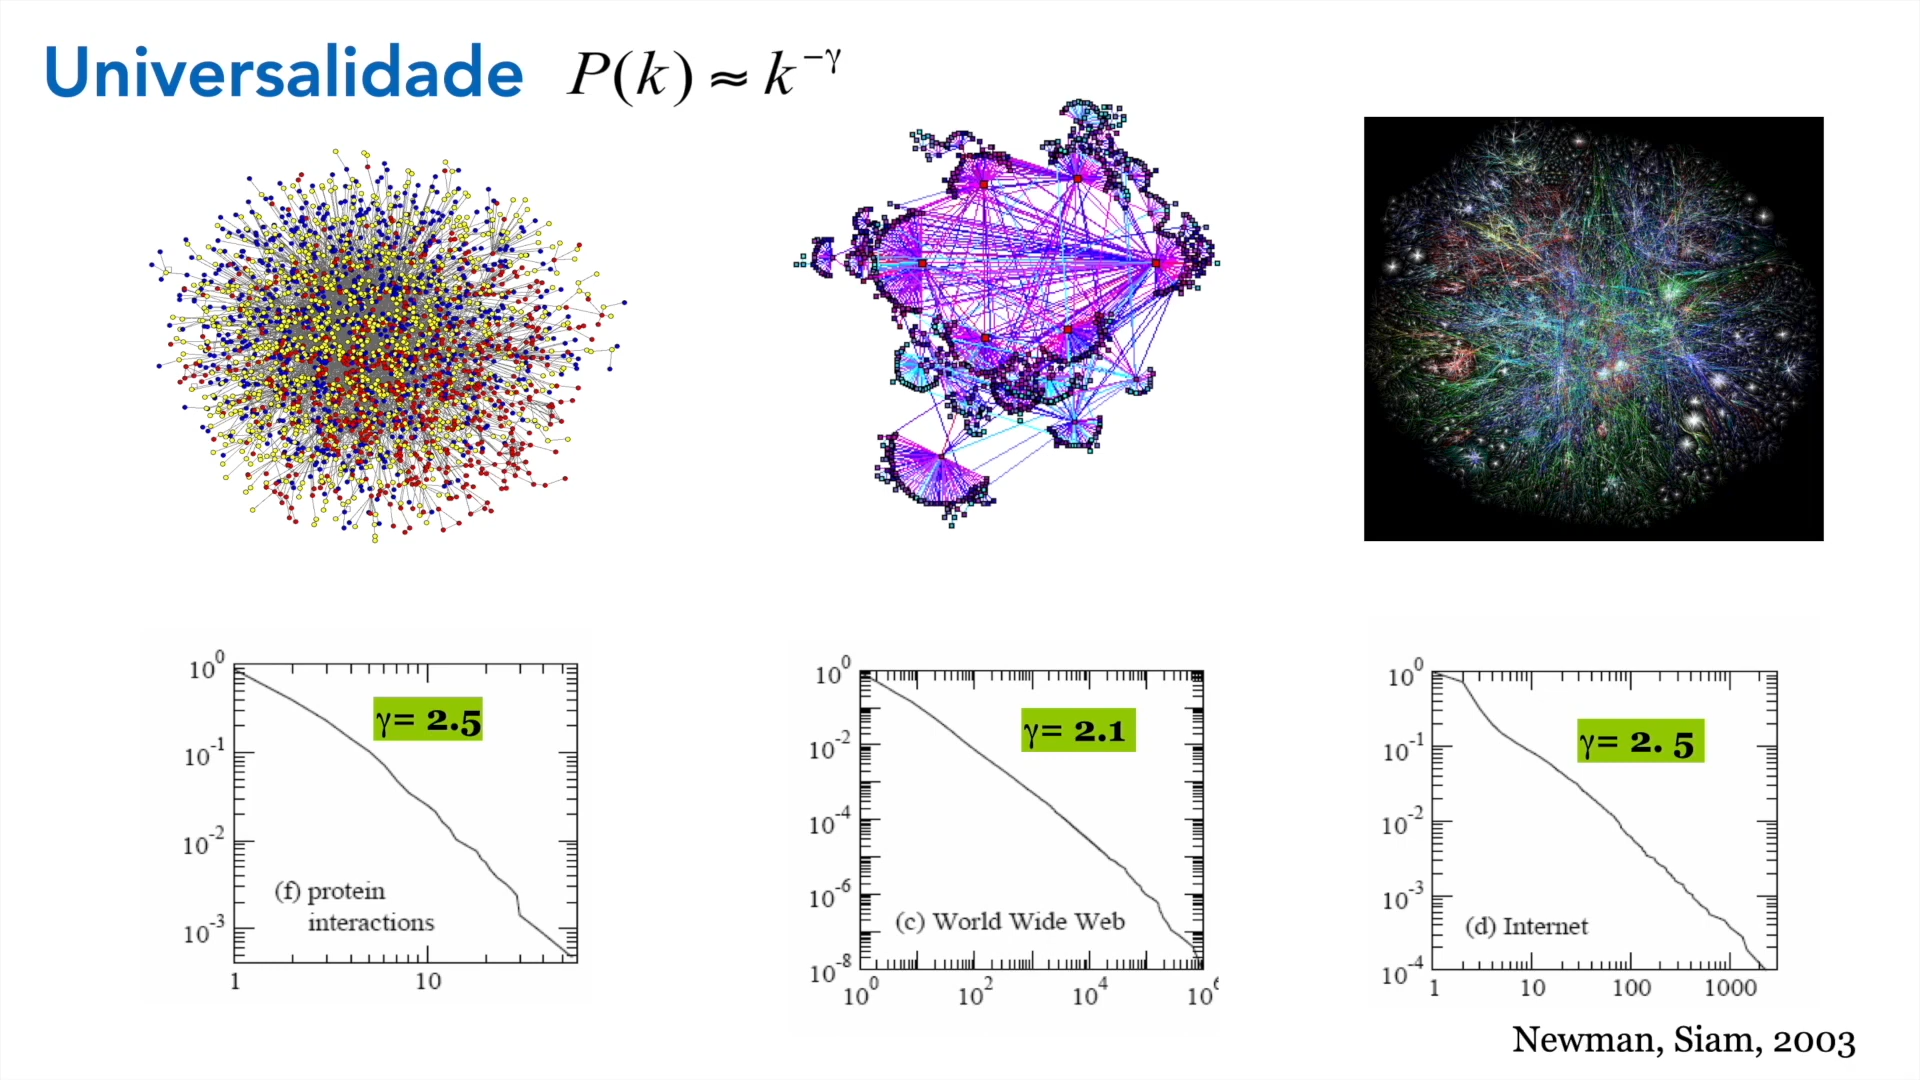 Universalidade P(k) ≈ k^{-γ}
10^0
10^-1
10^-2
10^-3
1 10
γ= 2.5
(f) protein
interactions
10^0
10^-2
10^-4
10^-6
10^-8
10^0 10^2 10^4 10^6
γ= 2.1
(c) World Wide Web
10^0
10^-1
10^-2
10^-3
10^-4
1 10 100 1000
γ= 2. 5
(d) Internet
Newman, Siam, 2003